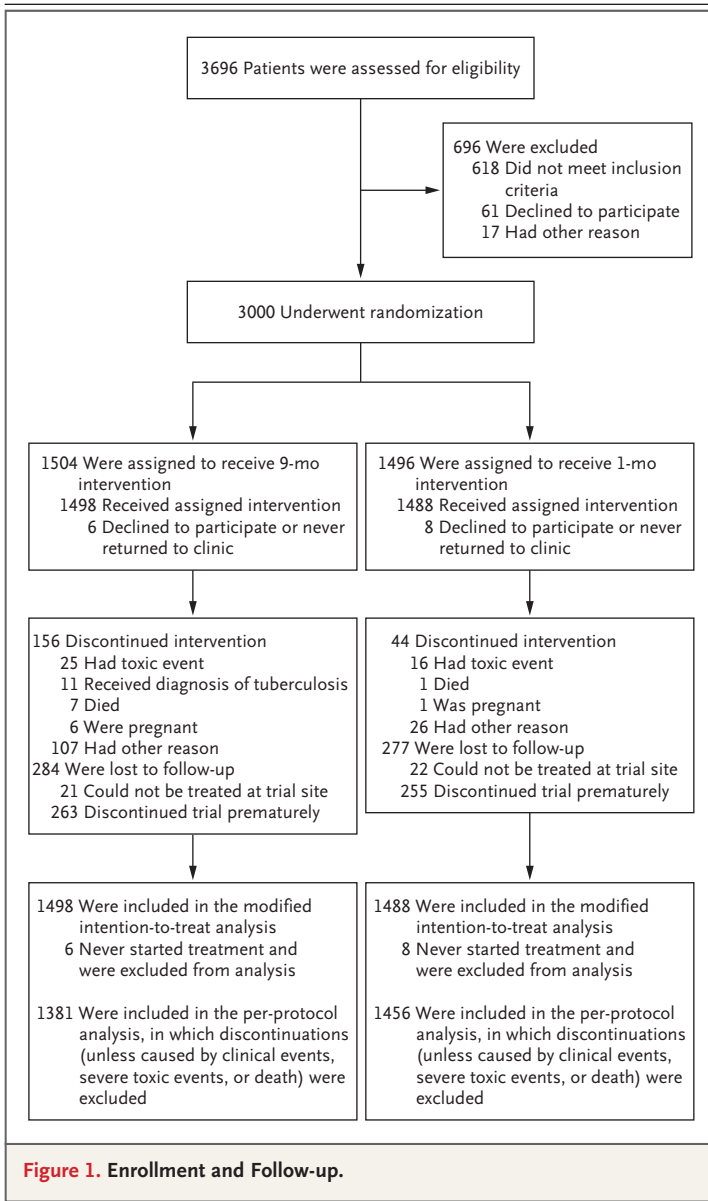 3696 Patients were assessed for eligibility
696 Were excluded
618 Did not meet inclusion
criteria
61 Declined to participate
17 Had other reason
3000 Underwent randomization
1504 Were assigned to receive 9-mo
intervention
1498 Received assigned intervention
6 Declined to participate or never
returned to clinic
1496 Were assigned to receive 1-mo
intervention
1488 Received assigned intervention
8 Declined to participate or never
returned to clinic
156 Discontinued intervention
25 Had toxic event
11 Received diagnosis of tuberculosis
7 Died
6 Were pregnant
107 Had other reason
284 Were lost to follow-up
21 Could not be treated at trial site
263 Discontinued trial prematurely
44 Discontinued intervention
16 Had toxic event
1 Died
1 Was pregnant
26 Had other reason
277 Were lost to follow-up
22 Could not be treated at trial site
255 Discontinued trial prematurely
1498 Were included in the modified
intention-to-treat analysis
6 Never started treatment and
were excluded from analysis
1381 Were included in the per-protocol
analysis, in which discontinuations
(unless caused by clinical events,
severe toxic events, or death) were
excluded
1488 Were included in the modified
intention-to-treat analysis
8 Never started treatment and
were excluded from analysis
1456 Were included in the per-protocol
analysis, in which discontinuations
(unless caused by clinical events,
severe toxic events, or death) were
excluded
Figure 1. Enrollment and Follow-up.